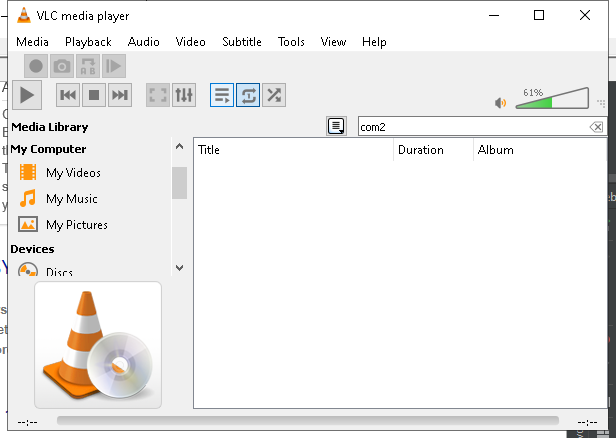 VLC media player
Media Playback Audio Video Subtitle Tools View Help
A B
61%
Media Library
com2
My Computer
Title Duration Album
My Videos
My Music
My Pictures
Devices
Discs
--:--
--:--